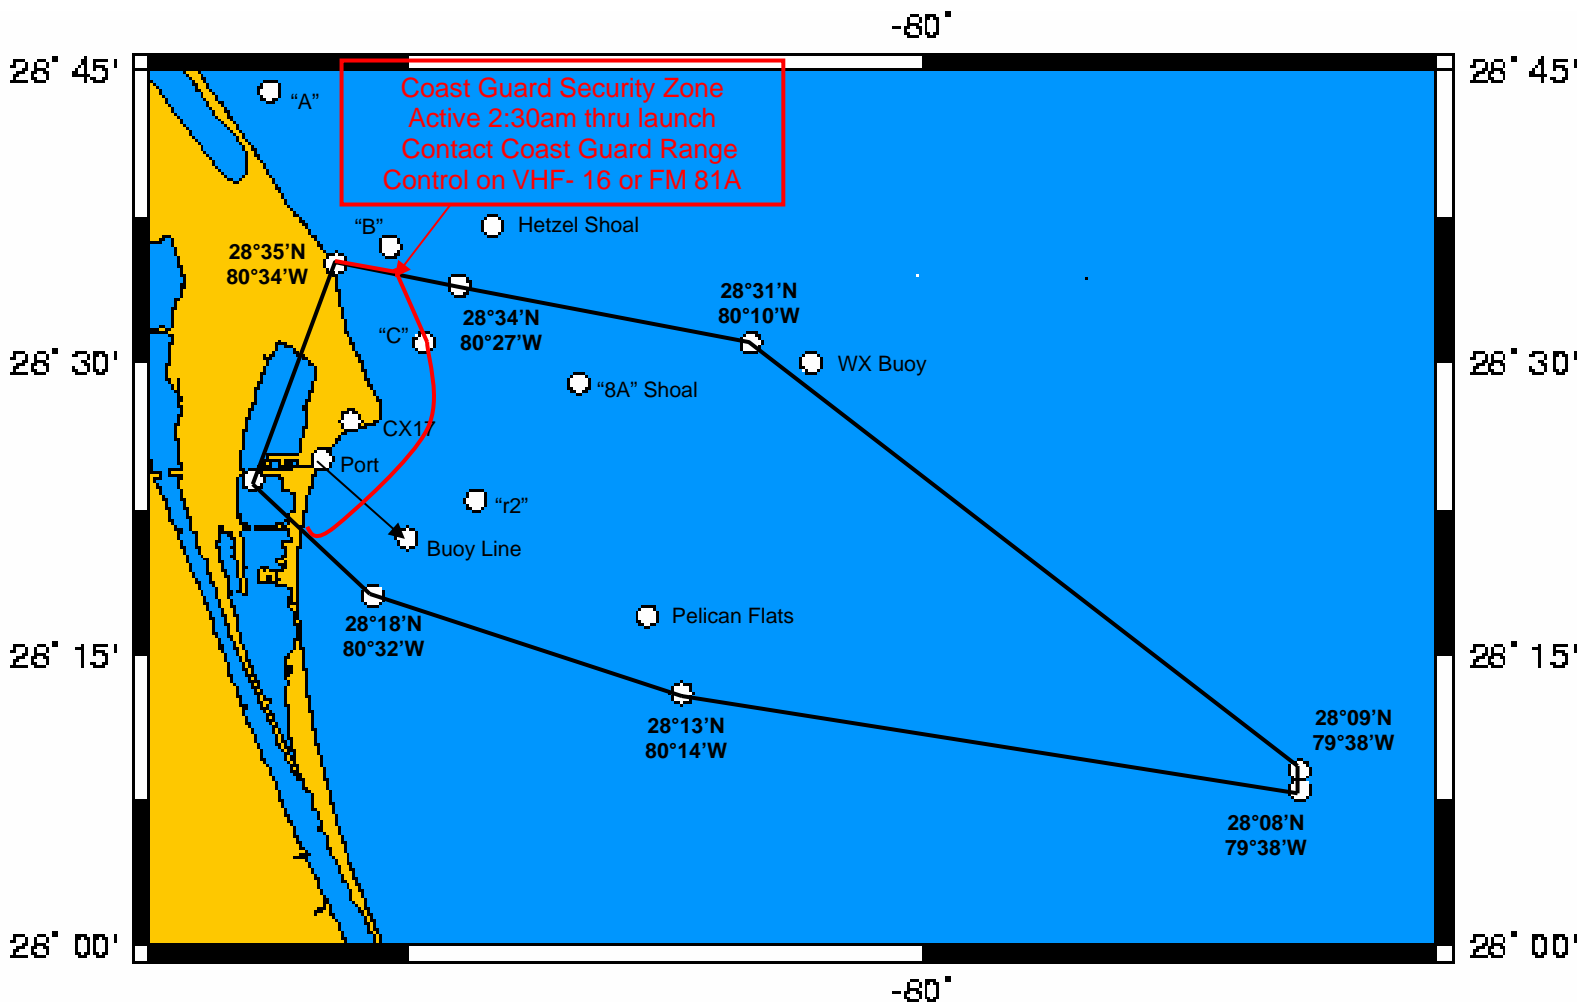 -80°
28° 45'
28° 45'
Coast Guard Security Zone
Active 2:30am thru launch
Contact Coast Guard Range
Control on VHF- 16 or FM 81A
“A”
“B”
Hetzel Shoal
28°35’N
80°34’W
28°31’N
80°10’W
28°34’N
80°27’W
“C”
28° 30'
WX Buoy
28° 30'
“8A” Shoal
CX17
Port
“r2”
Buoy Line
28°18’N
80°32’W
Pelican Flats
28° 15'
28° 15'
28°13’N
80°14’W
28°09’N
79°38’W
28°08’N
79°38’W
28° 00'
28° 00'
-80°